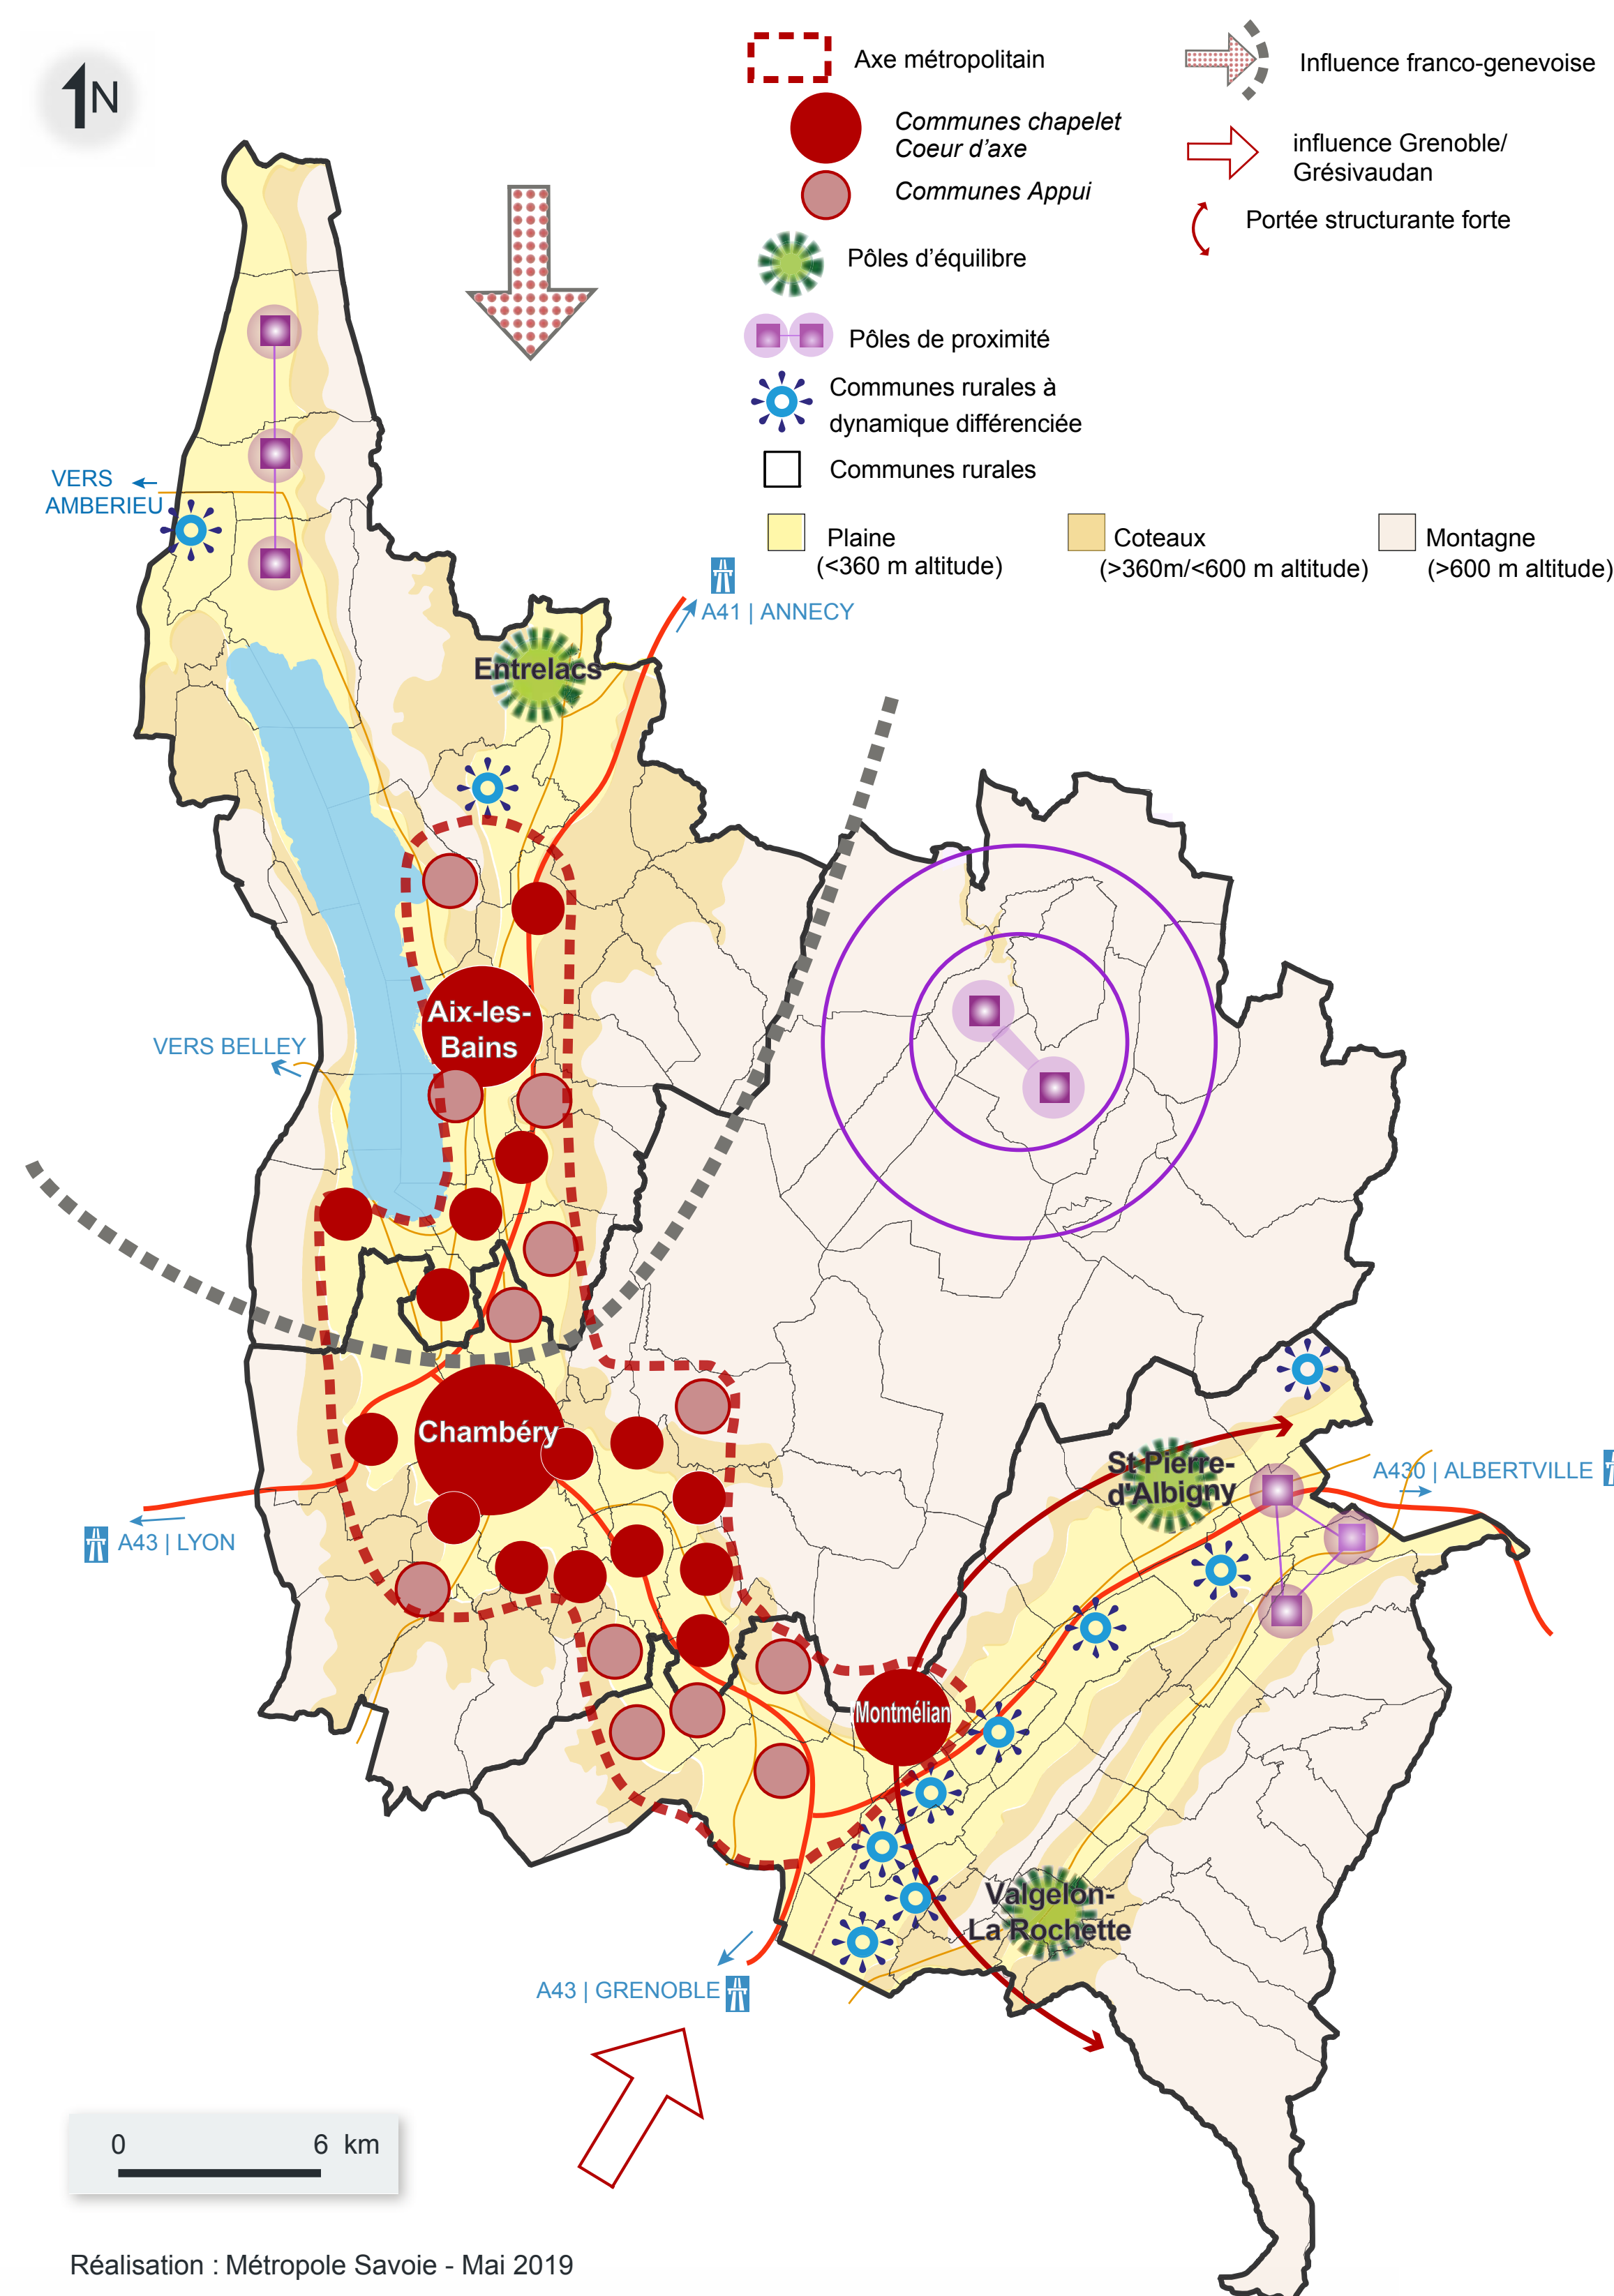 N
Axe métropolitain
Communes chapelet
Coeur d’axe
Communes Appui
Pôles d’équilibre
Pôles de proximité
Communes rurales à
dynamique différenciée
Communes rurales
Influence franco-genevoise
influence Grenoble/
Grésivaudan
Portée structurante forte
Plaine
(<360 m altitude)
Coteaux
(>360m/<600 m altitude)
Montagne
(>600 m altitude)
VERS
AMBERIEU
A41 | ANNECY
Entrelacs
Aix-les-
Bains
VERS BELLEY
Chambéry
A43 | LYON
St Pierre-
d'Albigny
A430 | ALBERTVILLE
Montmélian
Valgelon-
La Rochette
A43 | GRENOBLE
0 6 km
Réalisation : Métropole Savoie - Mai 2019